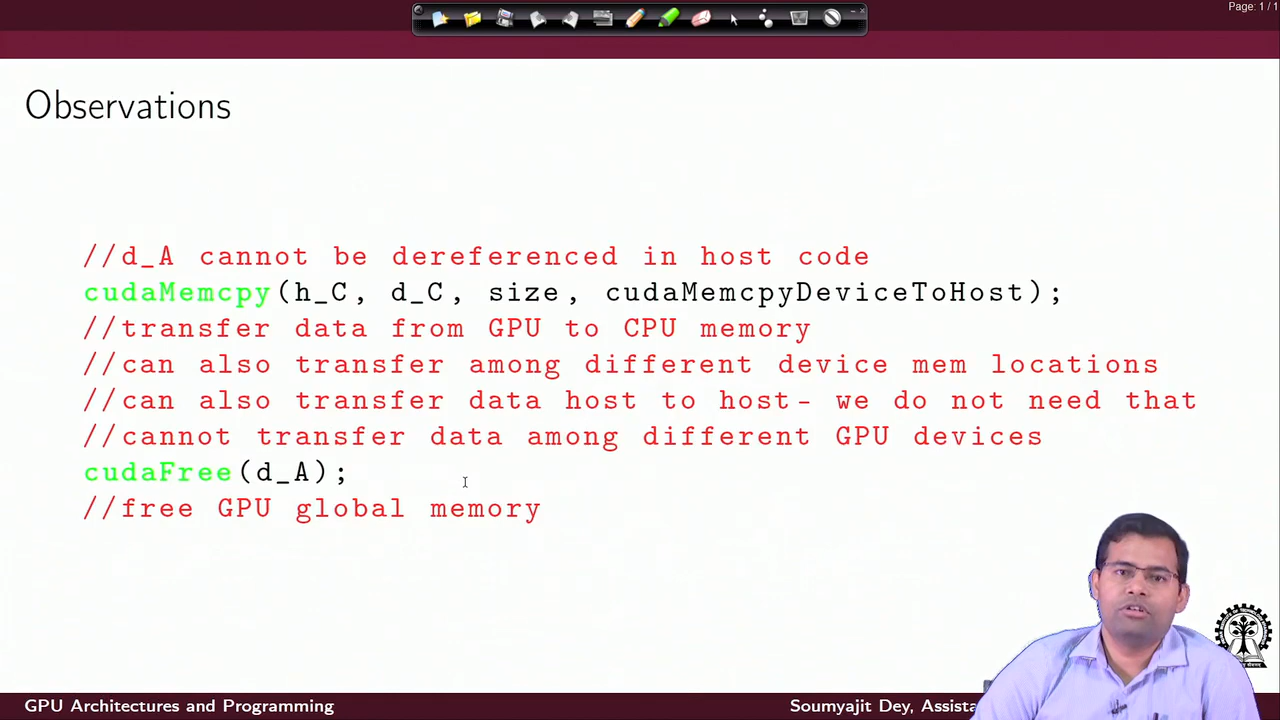 Page: 1 / 1
Observations
//d_A cannot be dereferenced in host code
cudaMemcpy(h_C, d_C, size, cudaMemcpyDeviceToHost);
//transfer data from GPU to CPU memory
//can also transfer among different device mem locations
//can also transfer data host to host- we do not need that
//cannot transfer data among different GPU devices
cudaFree(d_A);
//free GPU global memory
GPU Architectures and Programming
Soumyajit Dey, Assista